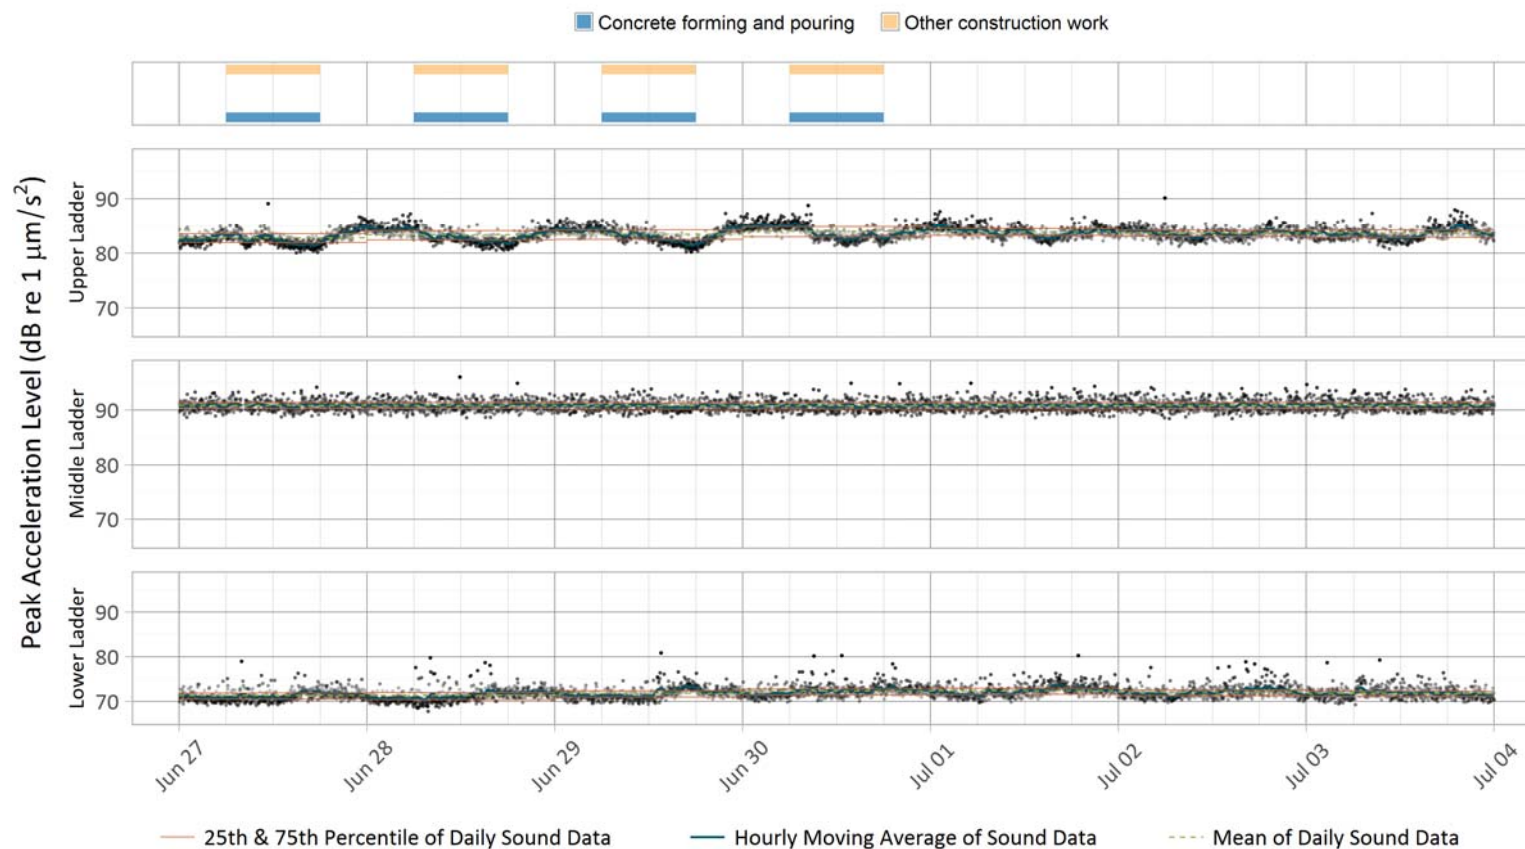 Concrete forming and pouring Other construction work
Peak Acceleration Level (dB re 1 μm/s²)
Upper Ladder
90
80
70
Middle Ladder
90
80
70
Lower Ladder
90
80
70
Jun 27 Jun 28 Jun 29 Jun 30 Jul 01 Jul 02 Jul 03 Jul 04
25th & 75th Percentile of Daily Sound Data Hourly Moving Average of Sound Data Mean of Daily Sound Data